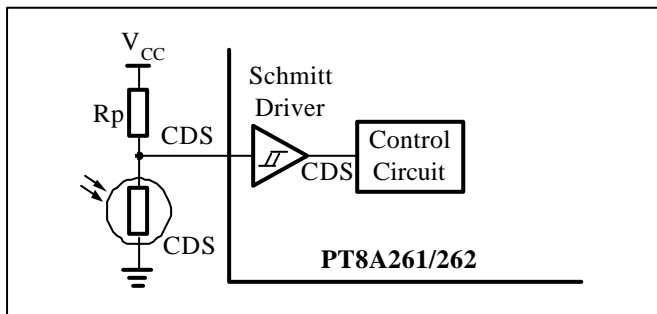 VCC
Schmitt
Driver
Rp
CDS
CDS
Control
Circuit
CDS
PT8A261/262